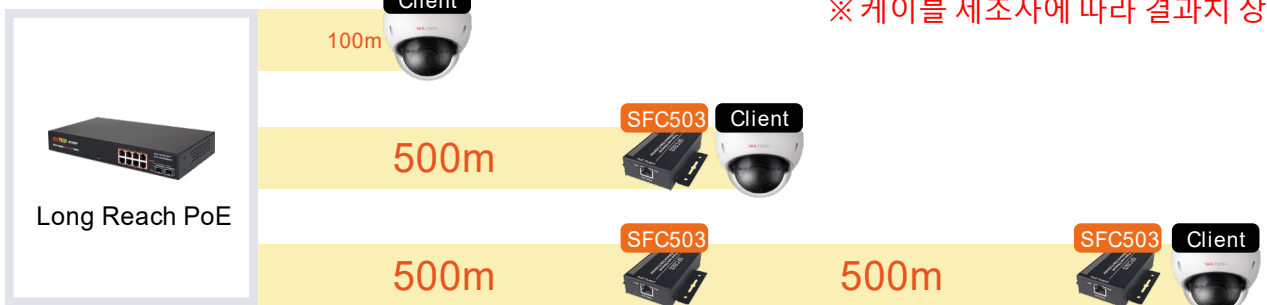 Client
※케이블 제조사에 따라 결과치 상
100m
SFC503 Client
500m
Long Reach PoE
SFC503
SFC503 Client
500m
500m